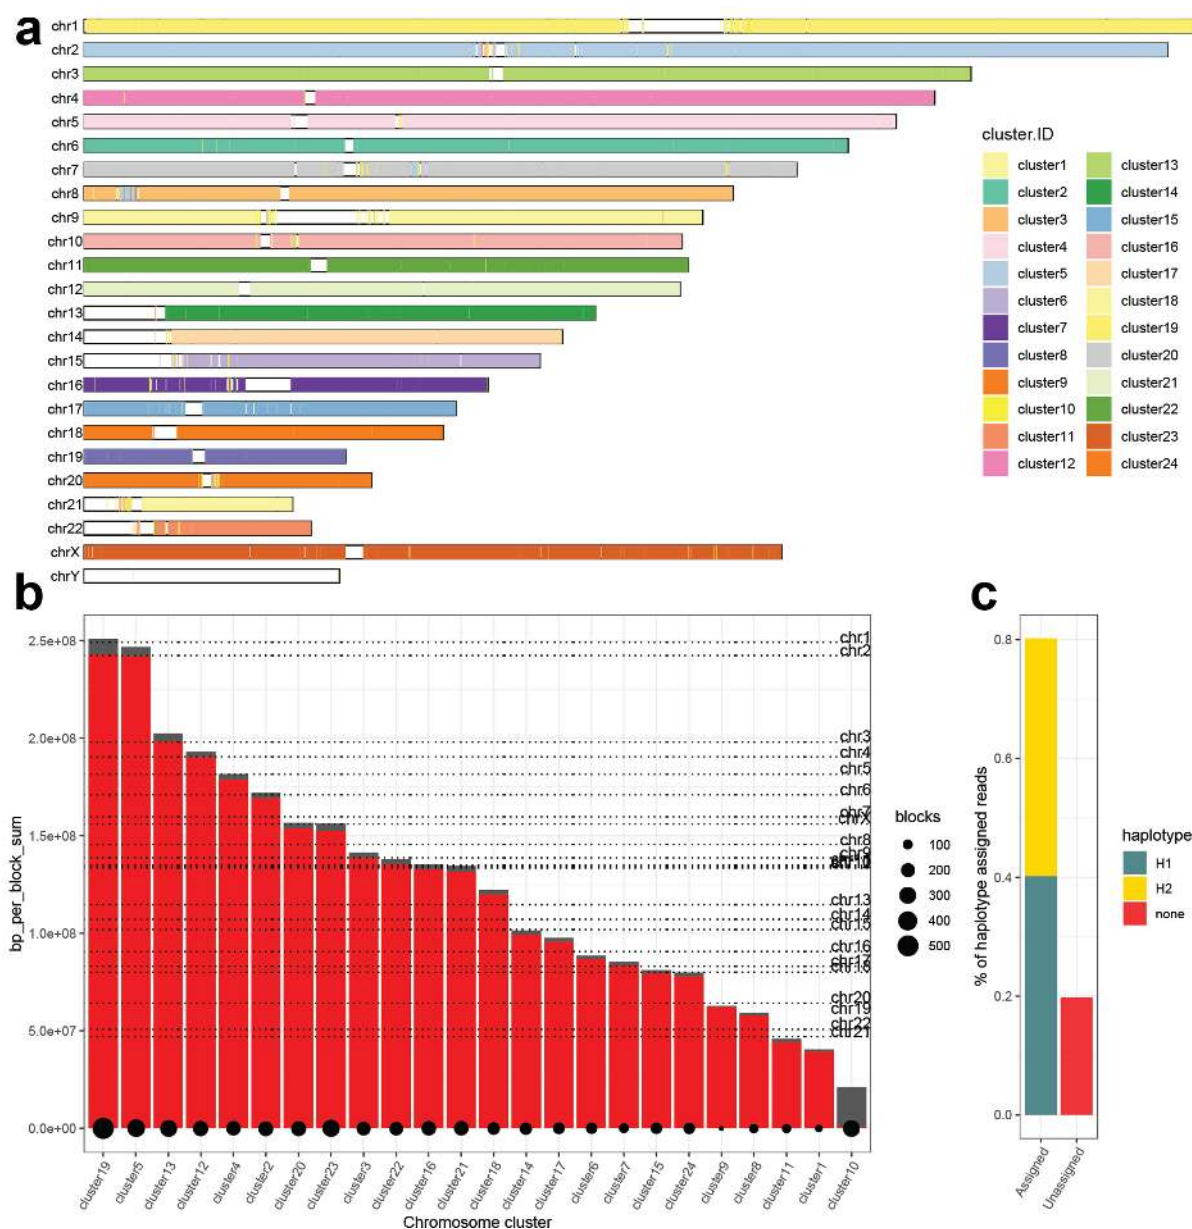 a
chr1
chr2
chr3
chr4
chr5
chr6
chr7
chr8
chr9
chr10
chr11
chr12
chr13
chr14
chr15
chr16
chr17
chr18
chr19
chr20
chr21
chr22
chrX
chrY
cluster.ID
cluster1
cluster2
cluster3
cluster4
cluster5
cluster6
cluster7
cluster8
cluster9
cluster10
cluster11
cluster12
cluster13
cluster14
cluster15
cluster16
cluster17
cluster18
cluster19
cluster20
cluster21
cluster22
cluster23
cluster24
b
bp_per_block_sum
2.5e+08
2.0e+08
1.5e+08
1.0e+08
5.0e+07
0.0e+00
chr1
chr2
chr3
chr4
chr5
chr6
chr7
chrX
chr8
chr9
chr13
chr14
chr15
chr16
chr17
chr20
chr19
chr22
chr21
cluster19
cluster5
cluster13
cluster12
cluster4
cluster2
cluster20
cluster23
cluster3
cluster22
cluster16
cluster21
cluster18
cluster14
cluster17
cluster6
cluster7
cluster15
cluster24
cluster9
cluster8
cluster11
cluster1
cluster10
Chromosome cluster
blocks
100
200
300
400
500
c
% of haplotype assigned reads
0.8
0.6
0.4
0.2
0.0
Assigned
Unassigned
haplotype
H1
H2
none